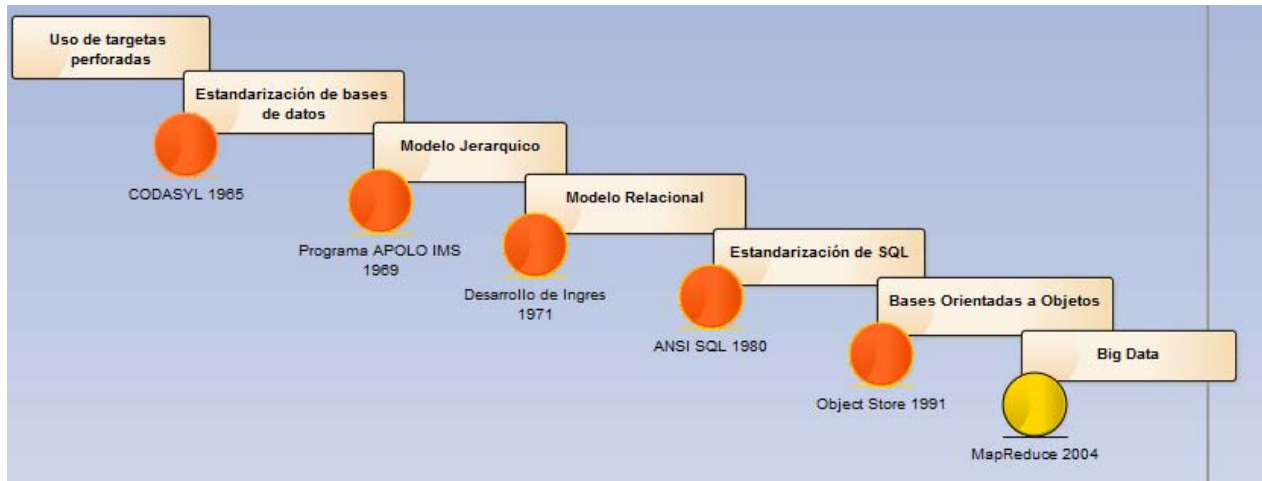 Uso de targetas
perforadas
Estandarización de bases
de datos
CODASYL 1965
Modelo Jerarquico
Programa APOLO IMS
1969
Modelo Relacional
Desarrollo de Ingres
1971
Estandarización de SQL
ANSI SQL 1980
Bases Orientadas a Objetos
Object Store 1991
Big Data
MapReduce 2004